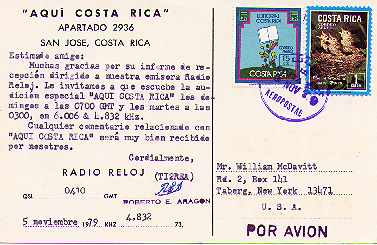 "AQUÍ COSTA RICA"
APARTADO 2936
SAN JOSE, COSTA RICA
Estimado amigo:
Muchas gracias por su informe de re-
cepción dirigido a nuestra emisora Radio
Reloj. Le invitamos a que escuche la au-
dición especial "AQUI COSTA RICA" los do-
mingos a las 0700 GMT y los martes a las
0300, en 6.006 & 4.832 kHz.
Cualquier comentario relacionado con
"AQUI COSTA RICA" será muy bien recibido
por nosotros.
Cordialmente,
RADIO RELOJ (TI2RSA)
QSL 0410 GMT
ROBERTO E. ARAGON
5 noviembre 1979 KHZ 4.832 73,
COSTA RICA
COSTA RICA
NOV
AEROPOSTAL
Mr. William McDavitt
Rd. 2, Box 141
Taberg, New York 13471
U. S. A.
POR AVION